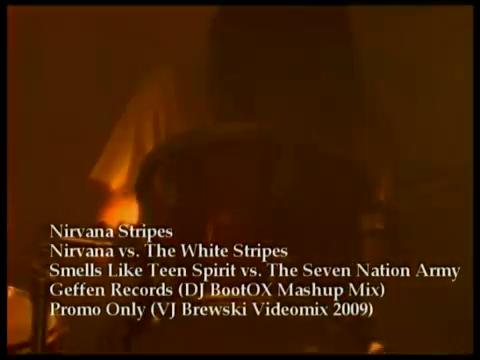 Nirvana Stripes
Nirvana vs. The White Stripes
Smells Like Teen Spirit vs. The Seven Nation Army
Geffen Records (DJ BootOX Mashup Mix)
Promo Only (VJ Brewski Videomix 2009)